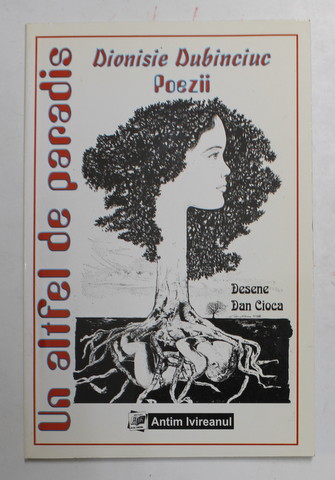 Dionisie Dubinciuc
Poezii
Un altfel de paradis
Desene
Dan Cioca
Antim Ivireanul